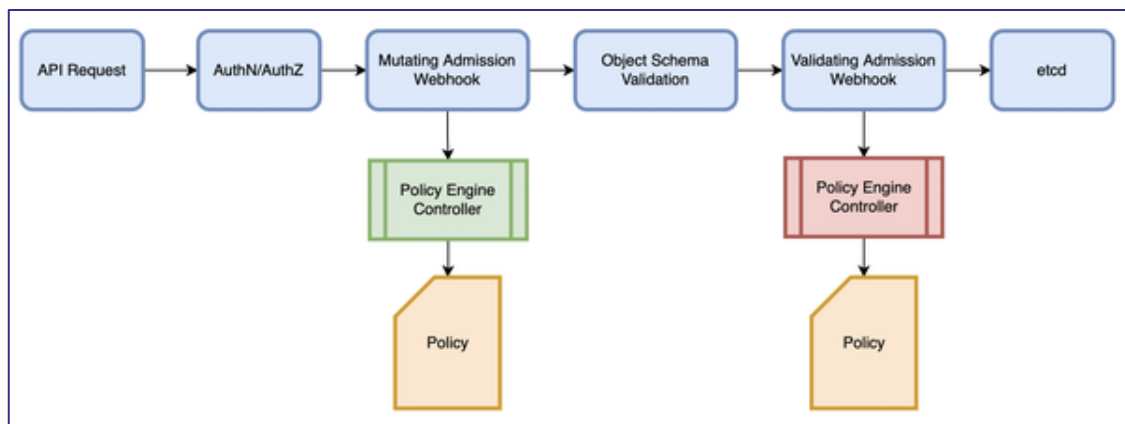 API Request
AuthN/AuthZ
Mutating Admission
Webhook
Object Schema
Validation
Validating Admission
Webhook
etcd
Policy Engine
Controller
Policy Engine
Controller
Policy
Policy